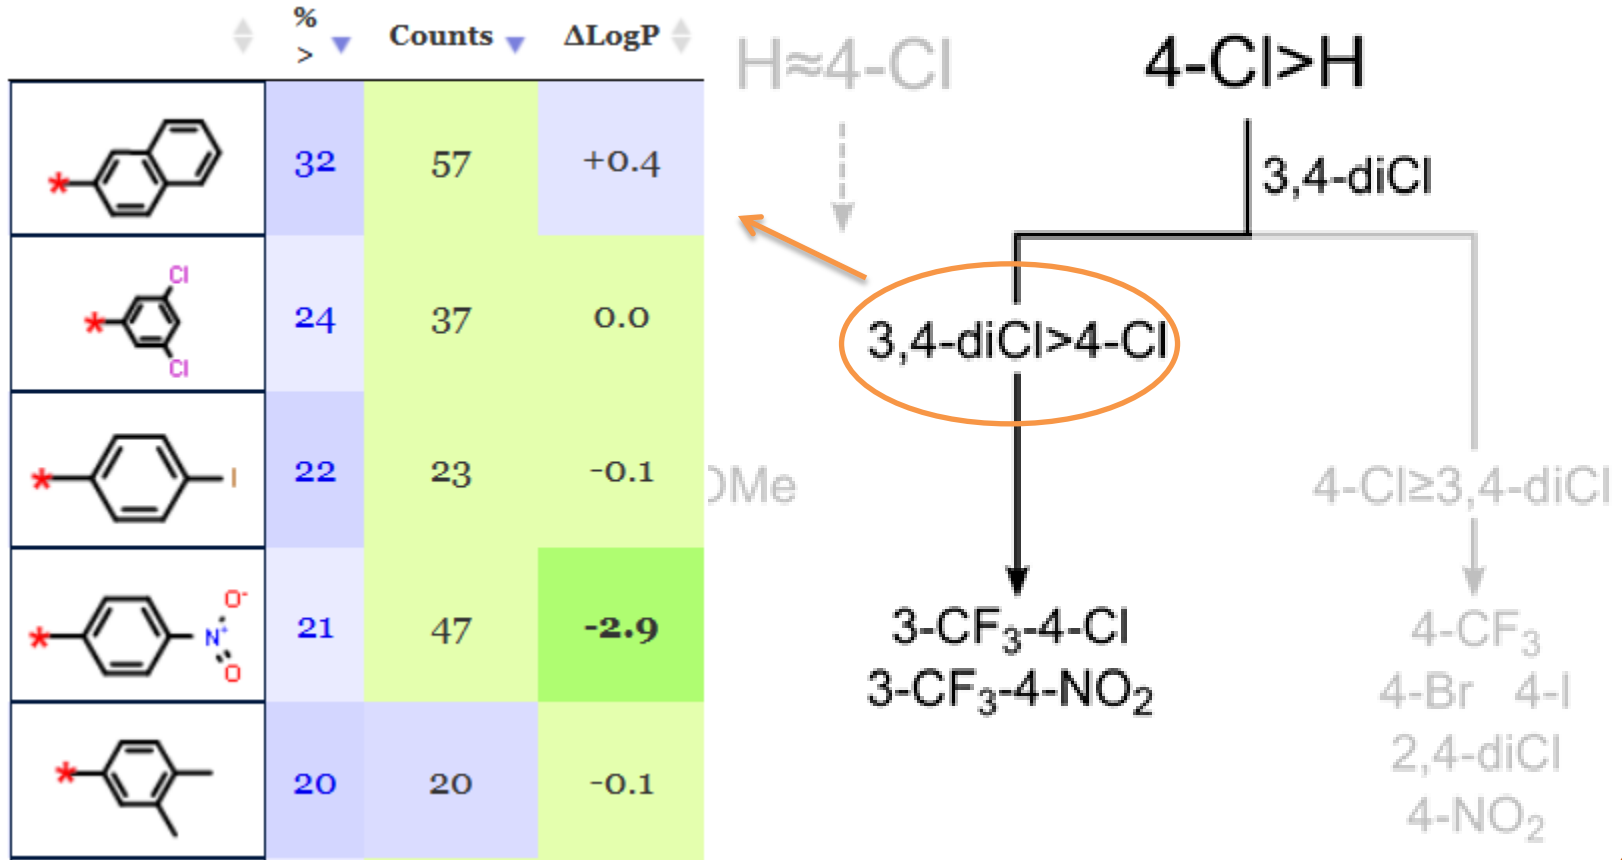 % > Counts ΔLogP
32 57 +0.4
Cl
Cl
24 37 0.0
I
22 23 -0.1
O-
N+
O
21 47 -2.9
20 20 -0.1
H≈4-Cl
4-Cl>H
3,4-diCl
3,4-diCl>4-Cl
OMe
4-Cl≥3,4-diCl
3-CF₃-4-Cl
3-CF₃-4-NO₂
4-CF₃
4-Br 4-I
2,4-diCl
4-NO₂